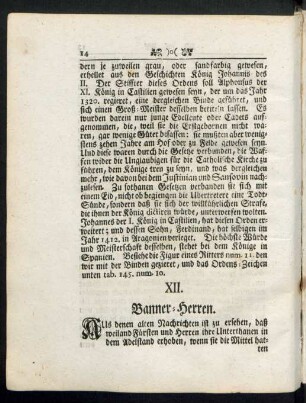 14
dern je zuweilen grau, oder sandfarbig gewesen,
erhellet aus den Geschichten König Johannis des
II. Der Stiffter dieses Ordens soll Alphonsus der
XI. König in Castilien gewesen seyn, der um das Jahr
1320. regieret, eine dergleichen Binde geführet, und
sich einen Groß-Meister desselben betiteln lassen. Es
wurden darein nur junge Edelleute oder Cadets auf-
genommen, die, weil sie die Erstgebornen nicht wa-
ren, gar wenige Güter besassen: sie musten aber wenig-
stens zehen Jahre am Hof oder zu Felde gewesen seyn.
Und diese waren durch die Gesetze verbunden, die Waf-
fen wider die Ungläubigen für die Catholische Kirche zu
führen, dem Könige treu zu seyn, und was dergleichen
mehr, wie davon bei dem Justinian und Sansovin nach-
zulesen. Zu sothanen Gesetzen verbanden sie sich mit
einem Eid, nicht ob begiengen die Ubertretere eine Tod-
Sünde, sondern daß sie sich der willkührlichen Strafe,
die ihnen der König dictiren würde, unterwerfen wolten.
Johannes der I. König in Castilien, hat diesen Orden er-
weitert; und dessen Sohn, Ferdinand, hat selbigen im
Jahr 1412. in Aragonien verleget. Die höchste Würde
und Meisterschaft desselben, stehet bei dem Könige in
Spanien. Besiehe die Figur eines Ritters num. 11. den
wir mit der Binden gezieret, und das Ordens-Zeichen
unten tab. 145. num. 10.
XII.
Banner-Herren.
Aus denen alten Nachrichten ist zu ersehen, daß
weiland Fürsten und Herren ihre Unterthanen in
dem Adelstand erhoben, wenn sie die Mittel hat-
ten